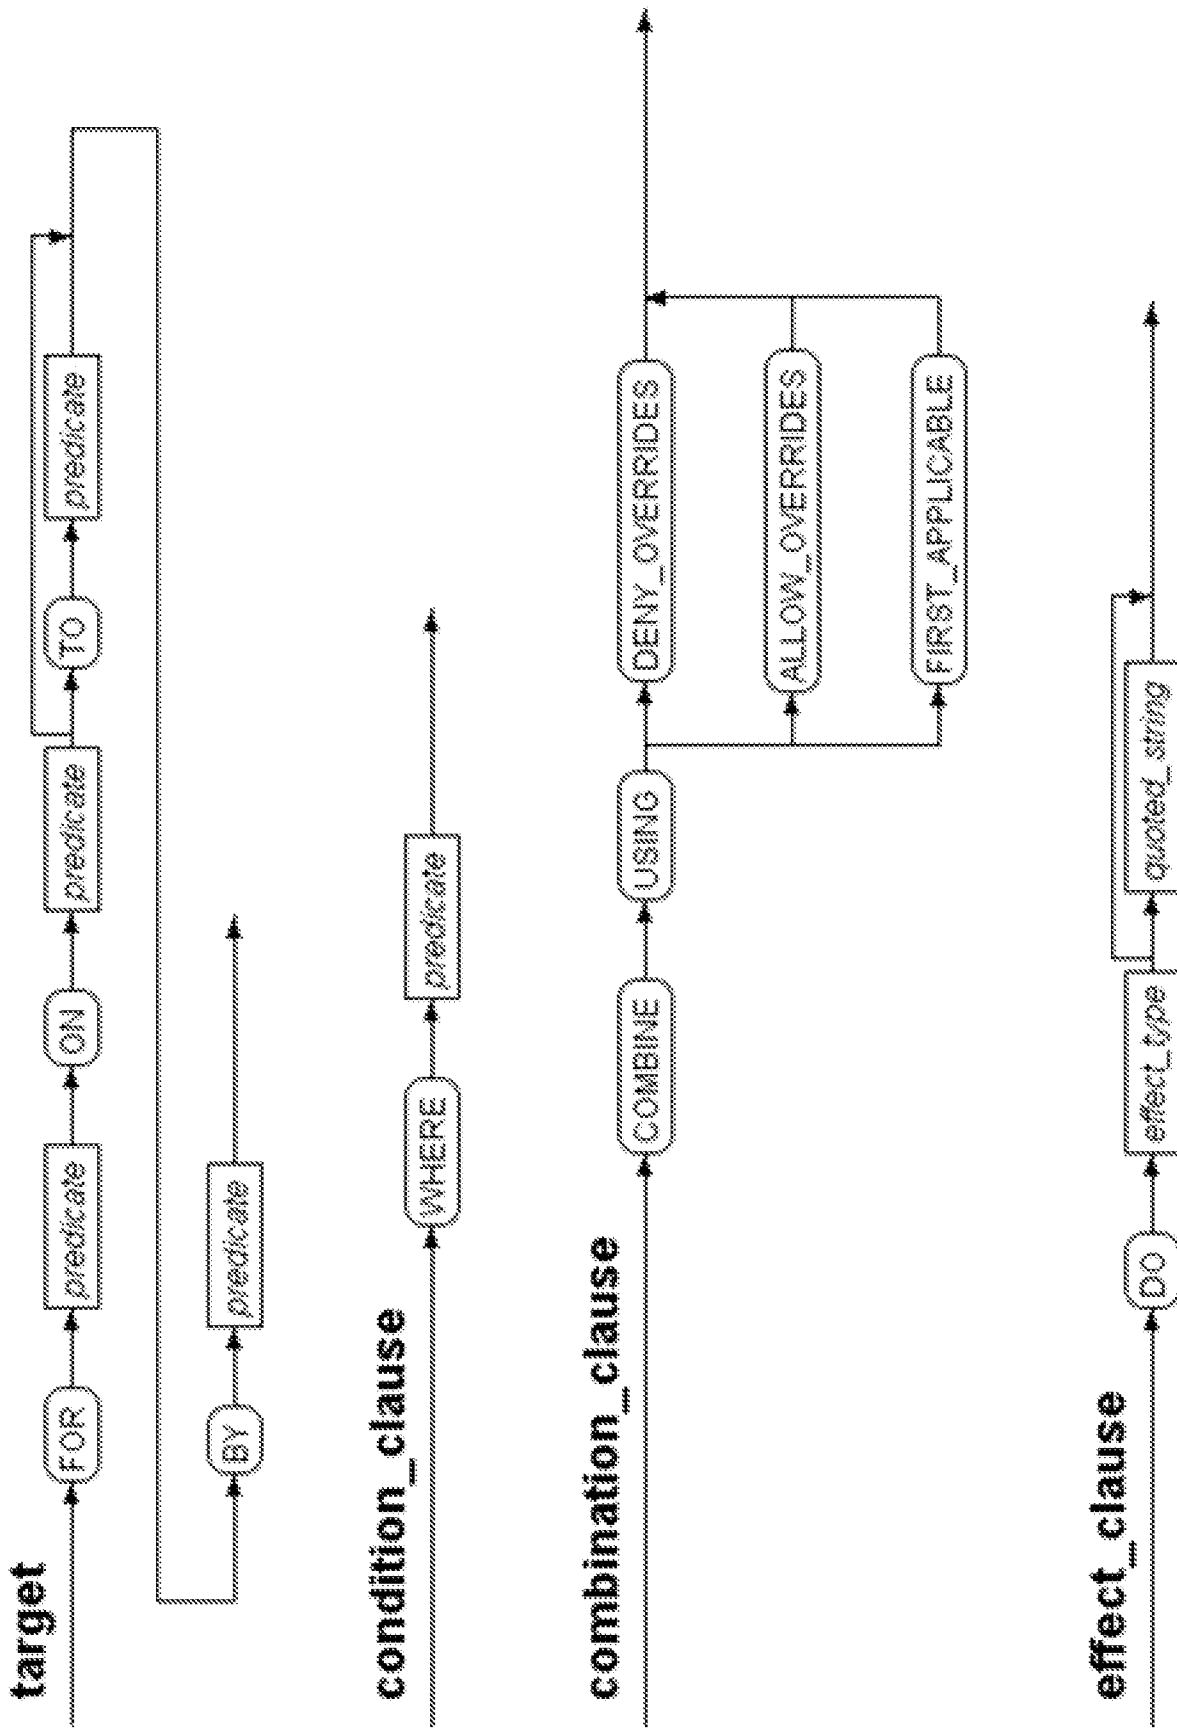 target
FOR predicate ON predicate TO predicate
BY predicate
condition_clause
WHERE predicate
combination_clause
COMBINE USING DENY_OVERRIDES
ALLOW_OVERRIDES
FIRST_APPLICABLE
effect_clause
DO effect_type quoted_string